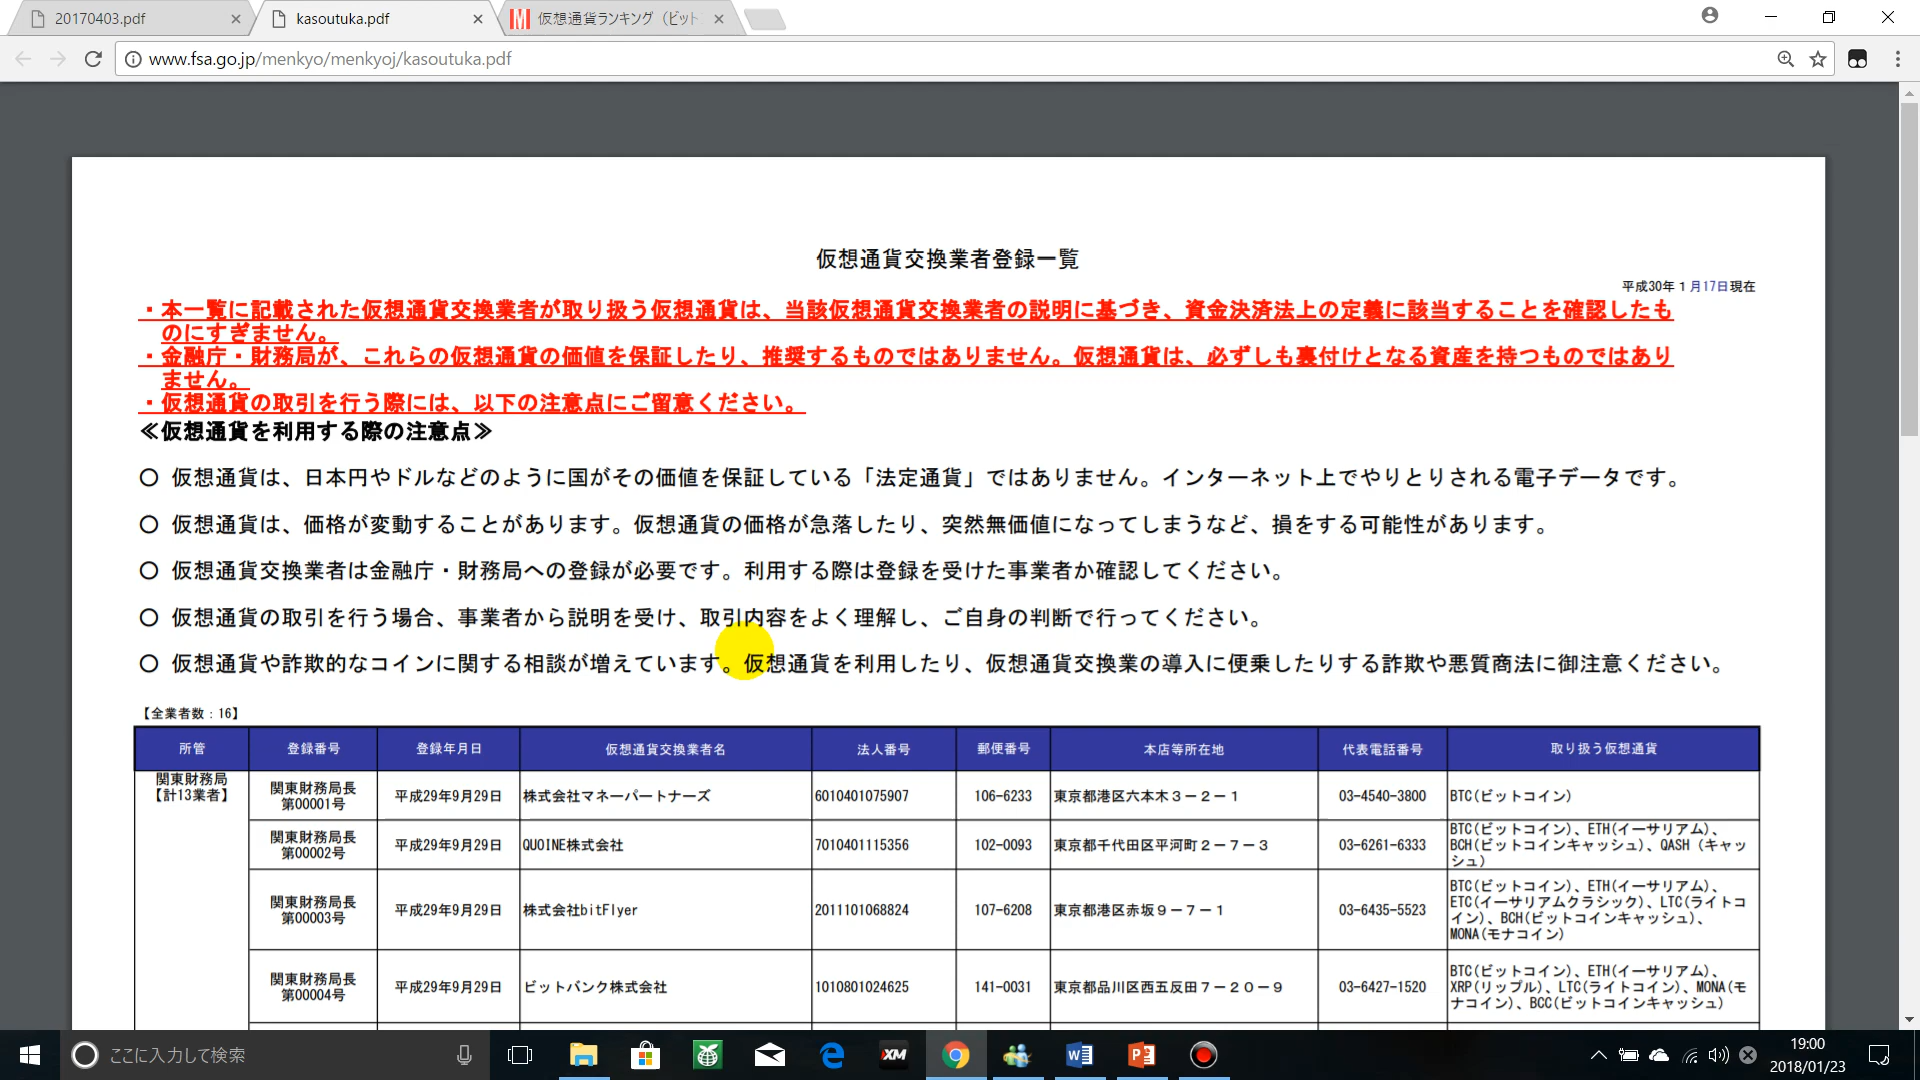 20170403.pdf
kasoutuka.pdf
仮想通貨ランキング（ビット
www.fsa.go.jp/menkyo/menkyoj/kasoutuka.pdf
仮想通貨交換業者登録一覧
平成30年１月17日現在
・本一覧に記載された仮想通貨交換業者が取り扱う仮想通貨は、当該仮想通貨交換業者の説明に基づき、資金決済法上の定義に該当することを確認したも
のにすぎません。
・金融庁・財務局が、これらの仮想通貨の価値を保証したり、推奨するものではありません。仮想通貨は、必ずしも裏付けとなる資産を持つものではあり
ません。
・仮想通貨の取引を行う際には、以下の注意点にご留意ください。
≪仮想通貨を利用する際の注意点≫
○ 仮想通貨は、日本円やドルなどのように国がその価値を保証している「法定通貨」ではありません。インターネット上でやりとりされる電子データです。
○ 仮想通貨は、価格が変動することがあります。仮想通貨の価格が急落したり、突然無価値になってしまうなど、損をする可能性があります。
○ 仮想通貨交換業者は金融庁・財務局への登録が必要です。利用する際は登録を受けた事業者か確認してください。
○ 仮想通貨の取引を行う場合、事業者から説明を受け、取引内容をよく理解し、ご自身の判断で行ってください。
○ 仮想通貨や詐欺的なコインに関する相談が増えています。仮想通貨を利用したり、仮想通貨交換業の導入に便乗したりする詐欺や悪質商法に御注意ください。
【全業者数：16】
所管 登録番号 登録年月日 仮想通貨交換業者名 法人番号 郵便番号 本店等所在地 代表電話番号 取り扱う仮想通貨
関東財務局
【計13業者】
関東財務局長
第00001号
平成29年9月29日 株式会社マネーパートナーズ 6010401075907 106-6233 東京都港区六本木３－２－１ 03-4540-3800 BTC(ビットコイン)
関東財務局長
第00002号
平成29年9月29日 QUOINE株式会社 7010401115356 102-0093 東京都千代田区平河町２－７－３ 03-6261-6333
BTC(ビットコイン)、ETH(イーサリアム)、
BCH(ビットコインキャッシュ)、QASH（キャッ
シュ)
関東財務局長
第00003号
平成29年9月29日 株式会社bitFlyer 2011101068824 107-6208 東京都港区赤坂９－７－１ 03-6435-5523
BTC(ビットコイン)、ETH(イーサリアム)、
ETC(イーサリアムクラシック)、LTC(ライトコ
イン)、BCH(ビットコインキャッシュ)、
MONA(モナコイン)
関東財務局長
第00004号
平成29年9月29日 ビットバンク株式会社 1010801024625 141-0031 東京都品川区西五反田７－２０－９ 03-6427-1520
BTC(ビットコイン)、ETH(イーサリアム)、
XRP(リップル)、LTC(ライトコイン)、MONA(モ
ナコイン)、BCC(ビットコインキャッシュ)
ここに入力して検索
XM
19:00
2018/01/23